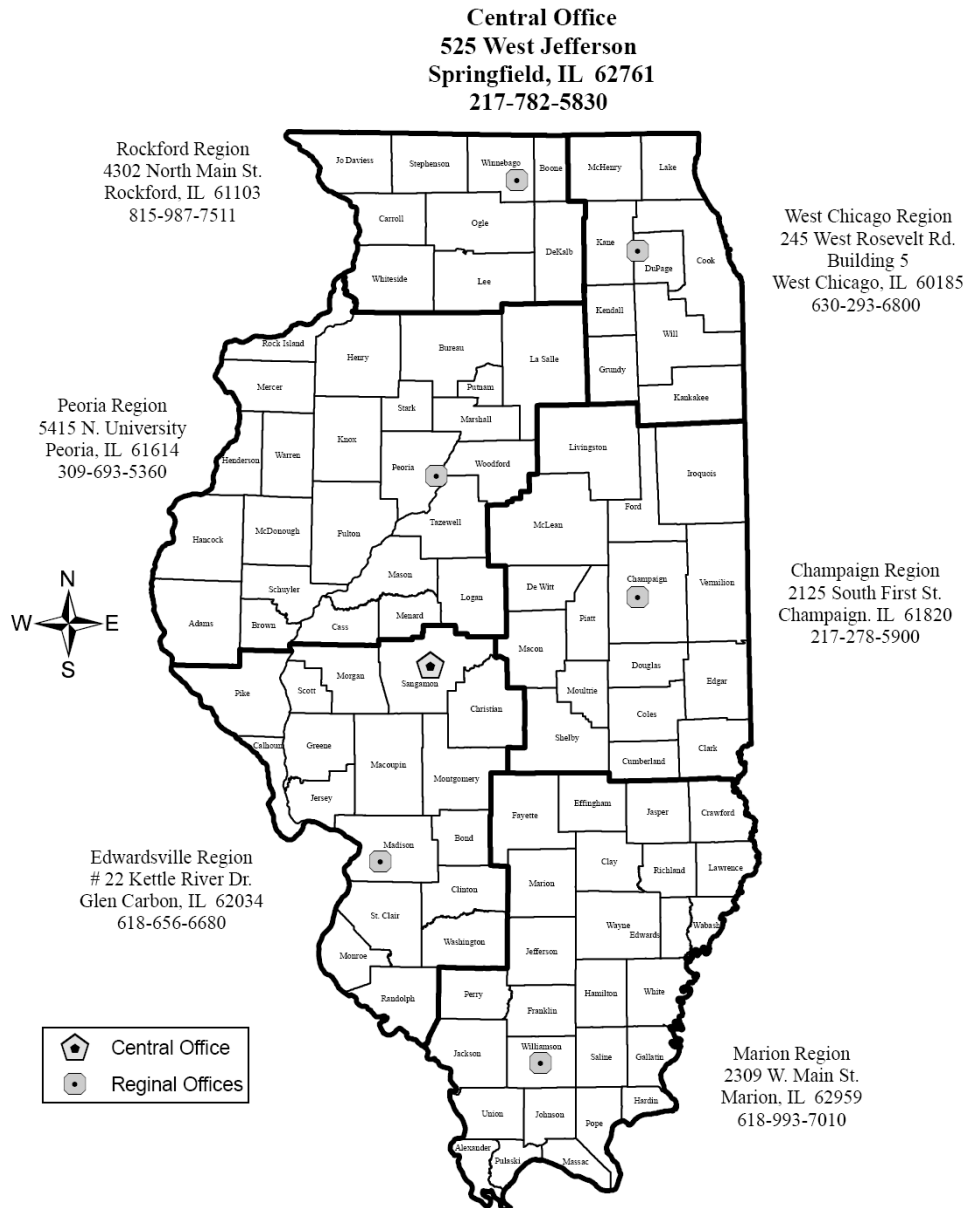 Central Office
525 West Jefferson
Springfield, IL 62761
217-782-5830
Rockford Region
4302 North Main St.
Rockford, IL 61103
815-987-7511
West Chicago Region
245 West Rosevelt Rd.
Building 5
West Chicago, IL 60185
630-293-6800
Peoria Region
5415 N. University
Peoria, IL 61614
309-693-5360
Champaign Region
2125 South First St.
Champaign. IL 61820
217-278-5900
Edwardsville Region
# 22 Kettle River Dr.
Glen Carbon, IL 62034
618-656-6680
Marion Region
2309 W. Main St.
Marion, IL 62959
618-993-7010
N
W
E
S
Central Office
Reginal Offices
Jo Daviess
Stephenson
Winnebago
Boone
McHenry
Lake
Carroll
Ogle
DeKalb
Kane
DuPage
Cook
Whiteside
Lee
Kendall
Will
Grundy
Kankakee
Rock Island
Henry
Bureau
La Salle
Putnam
Mercer
Stark
Marshall
Knox
Peoria
Woodford
Henderson
Warren
Livingston
Iroquois
Ford
McLean
Tazewell
Hancock
McDonough
Fulton
Mason
Schuyler
Logan
Menard
Cass
Brown
Adams
De Witt
Champaign
Vermilion
Piatt
Macon
Douglas
Edgar
Moultrie
Coles
Shelby
Cumberland
Clark
Pike
Scott
Morgan
Sangamon
Christian
Calhoun
Greene
Macoupin
Montgomery
Jersey
Madison
Bond
Clinton
St. Clair
Washington
Monroe
Randolph
Fayette
Effingham
Jasper
Crawford
Clay
Richland
Lawrence
Marion
Wayne
Edwards
Wabash
Jefferson
Perry
Franklin
Hamilton
White
Jackson
Williamson
Saline
Gallatin
Union
Johnson
Pope
Hardin
Alexander
Pulaski
Massac